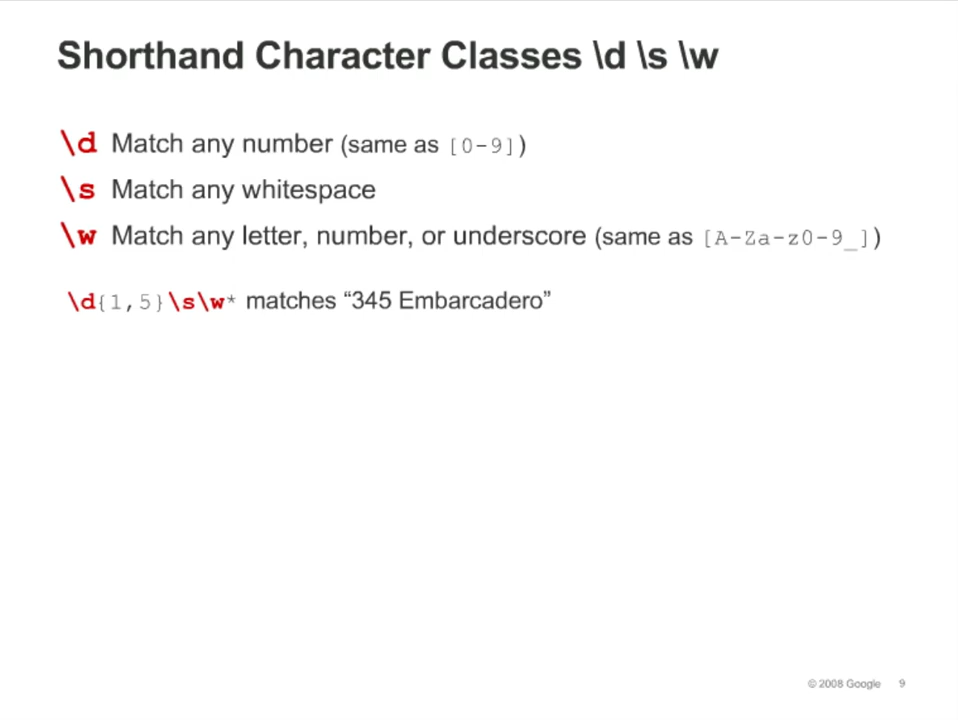 Shorthand Character Classes \d \s \w
\d Match any number (same as [0-9])
\s Match any whitespace
\w Match any letter, number, or underscore (same as [A-Za-z0-9_])
\d{1,5}\s\w* matches “345 Embarcadero”
© 2008 Google 9